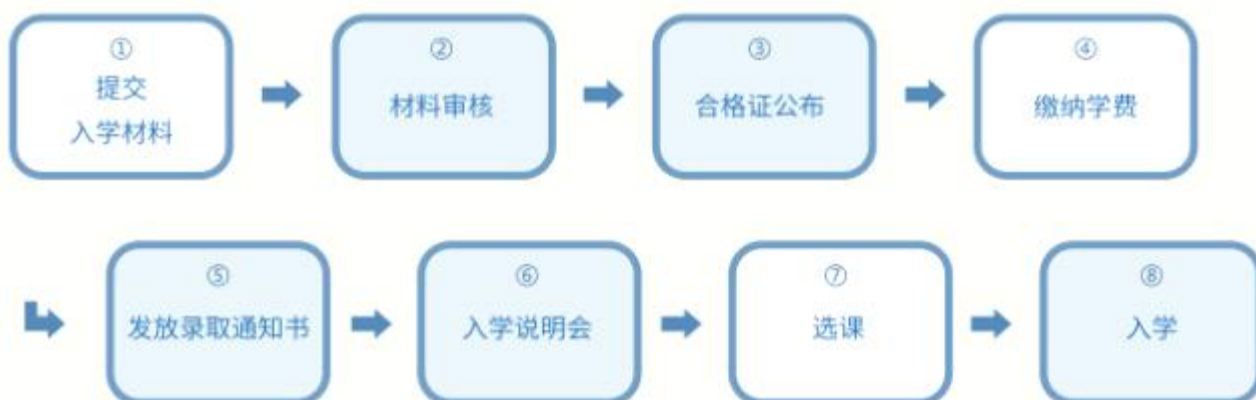 ①
提交
入学材料
②
材料审核
③
合格证公布
④
缴纳学费
⑤
发放录取通知书
⑥
入学说明会
⑦
选课
⑧
入学